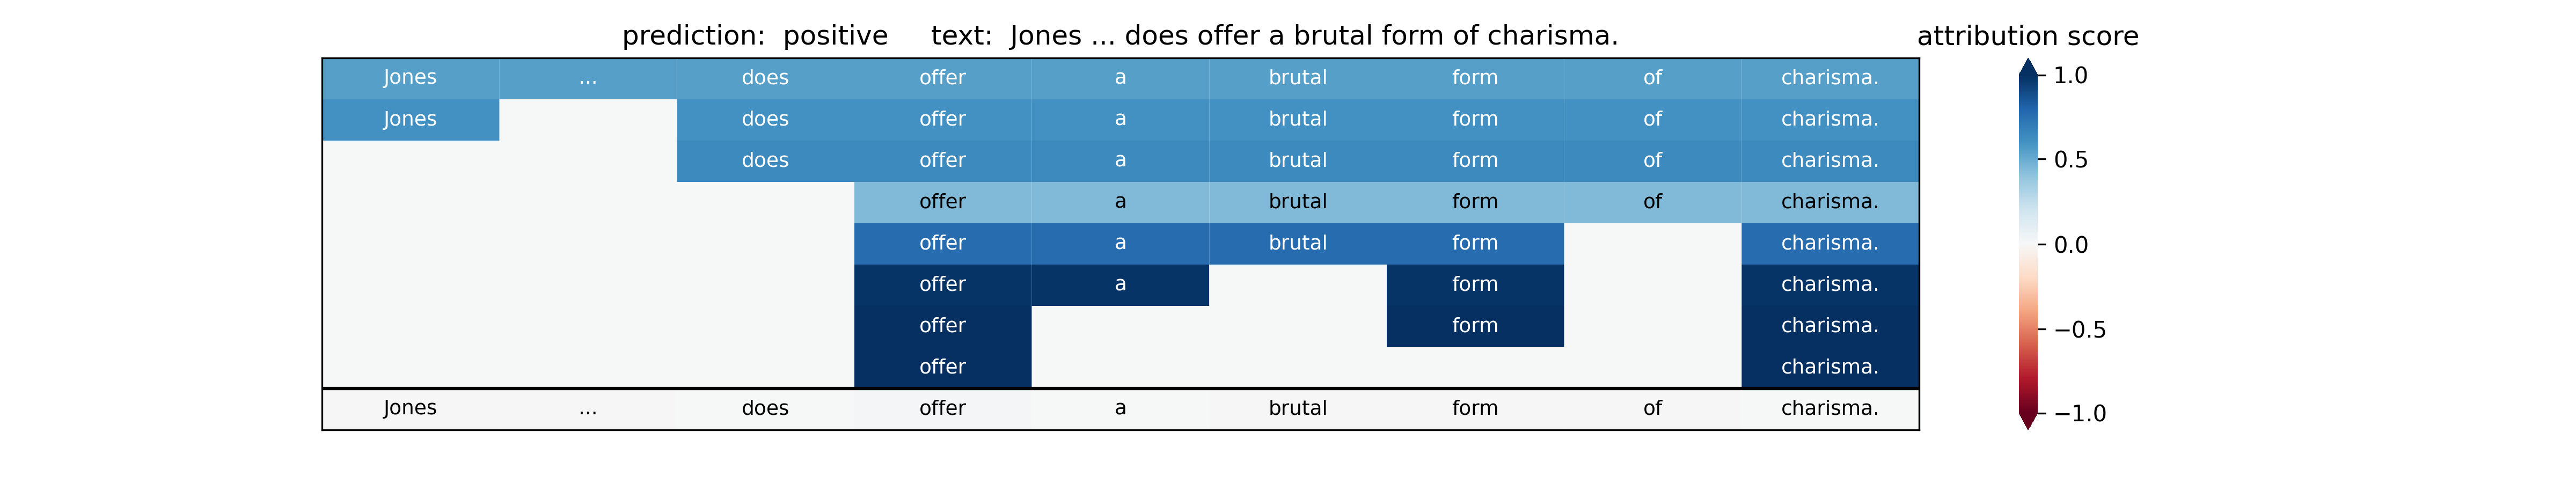 prediction:  positive     text:  Jones ... does offer a brutal form of charisma.
attribution score
Jones ... does offer a brutal form of charisma.
Jones does offer a brutal form of charisma.
does offer a brutal form of charisma.
offer a brutal form of charisma.
offer a brutal form charisma.
offer a form charisma.
offer form charisma.
offer charisma.
Jones ... does offer a brutal form of charisma.
1.0
0.5
0.0
−0.5
−1.0